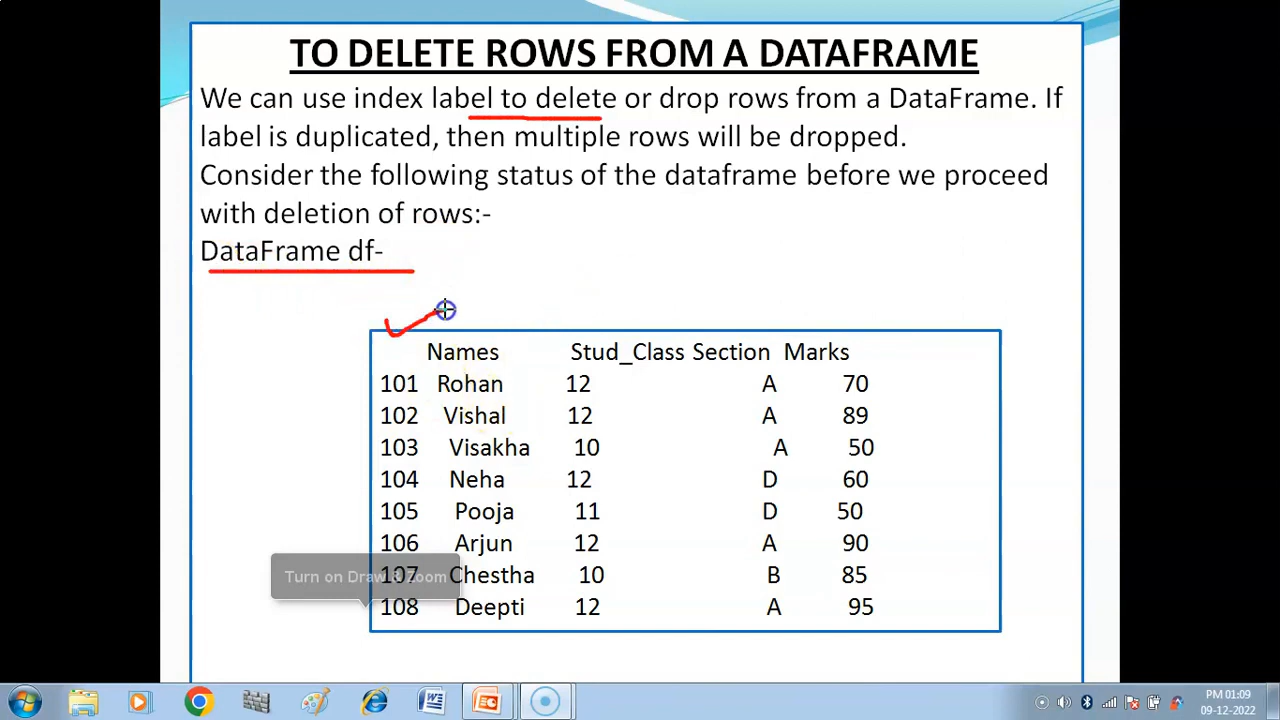 TO DELETE ROWS FROM A DATAFRAME
We can use index label to delete or drop rows from a DataFrame. If
label is duplicated, then multiple rows will be dropped.
Consider the following status of the dataframe before we proceed
with deletion of rows:-
DataFrame df-
Names Stud_Class Section Marks
101 Rohan 12 A 70
102 Vishal 12 A 89
103 Visakha 10 A 50
104 Neha 12 D 60
105 Pooja 11 D 50
106 Arjun 12 A 90
107 Chestha 10 B 85
Turn on Draw & Zoom
108 Deepti 12 A 95
PM 01:09
09-12-2022